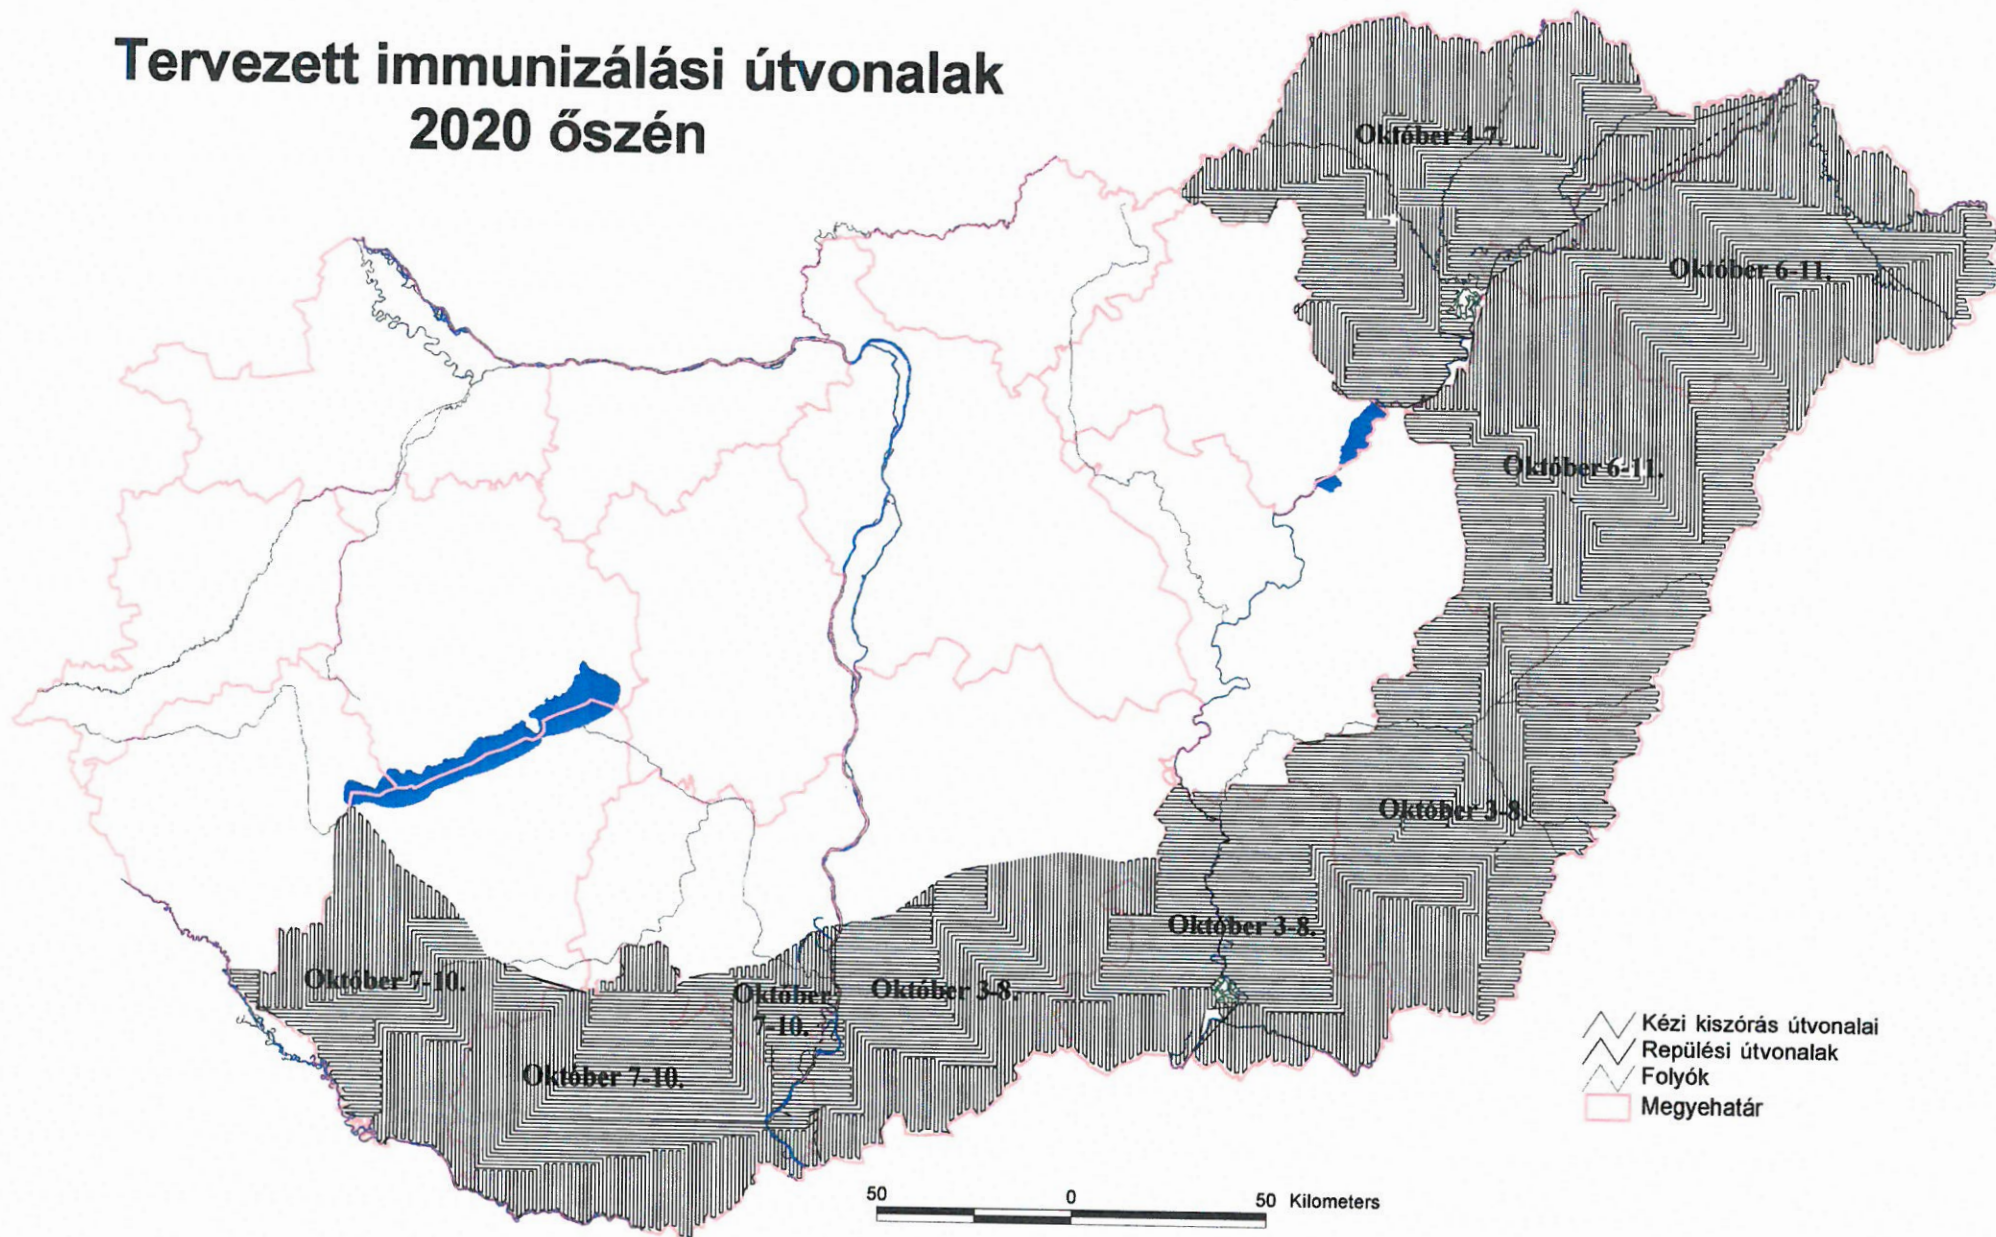 Tervezett immunizálási útvonalak
2020 őszén
Október 4-7.
Október 6-11.
Október 6-11.
Október 3-8.
Október 3-8.
Október 7-10.
Október
7-10.
Október 3-8.
Október 7-10.
Kézi kiszórás útvonalai
Repülési útvonalak
Folyók
Megyehatár
50 0 50 Kilometers